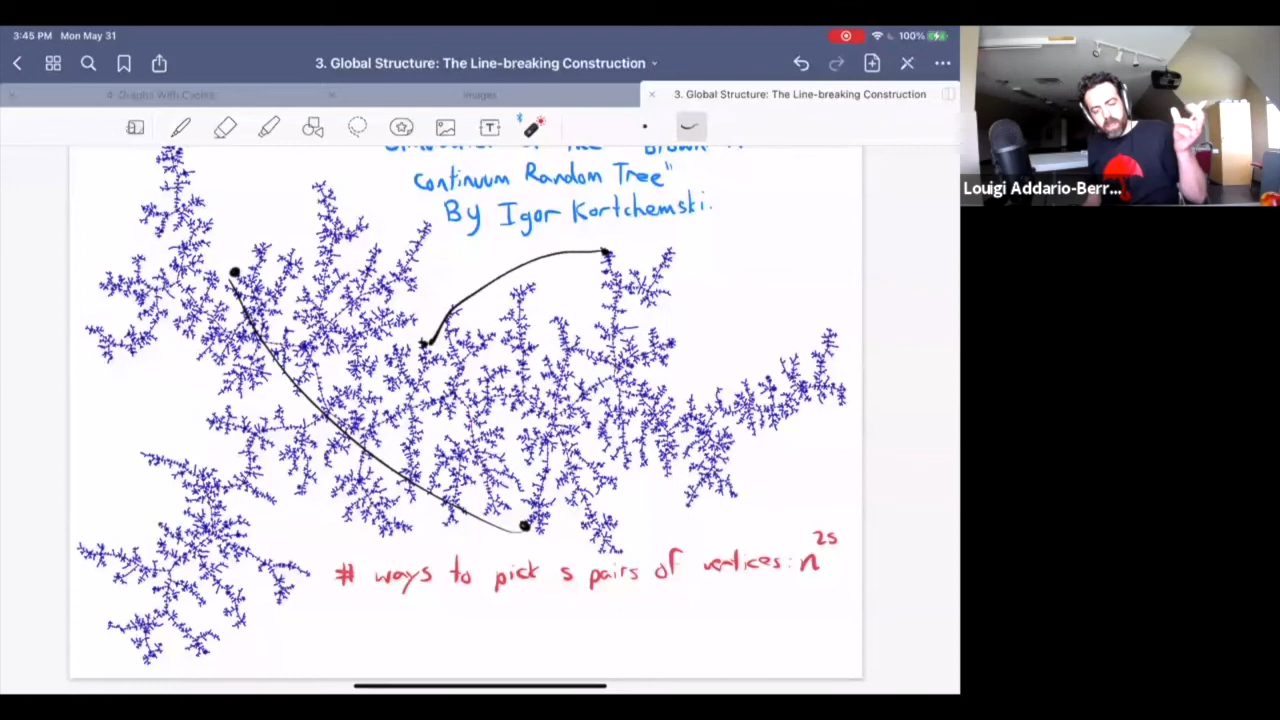 3:45 PM Mon May 31
100%
3. Global Structure: The Line-breaking Construction
4. Graphs With Cycles
Images
3. Global Structure: The Line-breaking Construction
Louigi Addario-Berr...
of the
Continuum Random Tree"
By Igor Kortchemski.
# ways to pick s pairs of vertices: n^2s